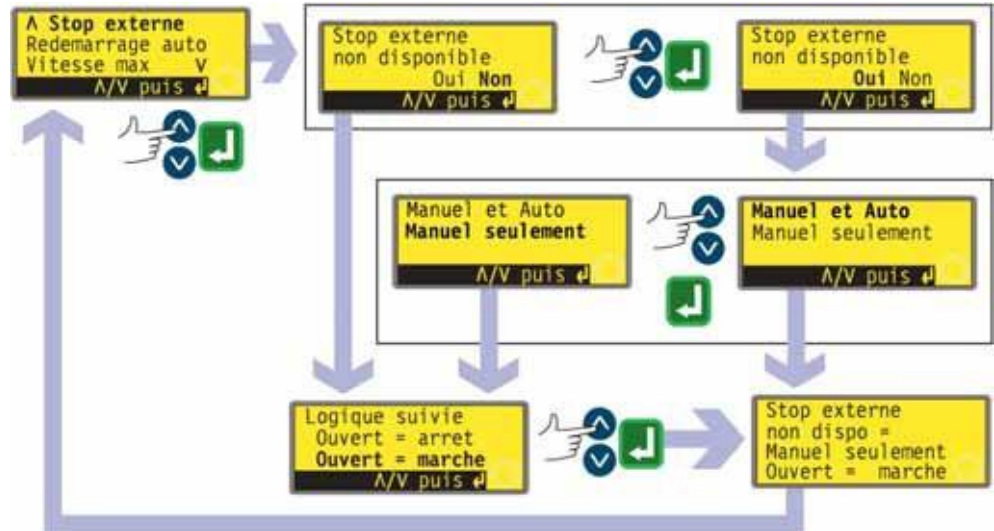 Λ Stop externe
Redemarrage auto
Vitesse max V
Λ/V puis ↲
Stop externe
non disponible
Oui Non
Λ/V puis ↲
Stop externe
non disponible
Oui Non
Λ/V puis ↲
Manuel et Auto
Manuel seulement
Λ/V puis ↲
Manuel et Auto
Manuel seulement
Λ/V puis ↲
Logique suivie
Ouvert = arret
Ouvert = marche
Λ/V puis ↲
Stop externe
non dispo =
Manuel seulement
Ouvert = marche